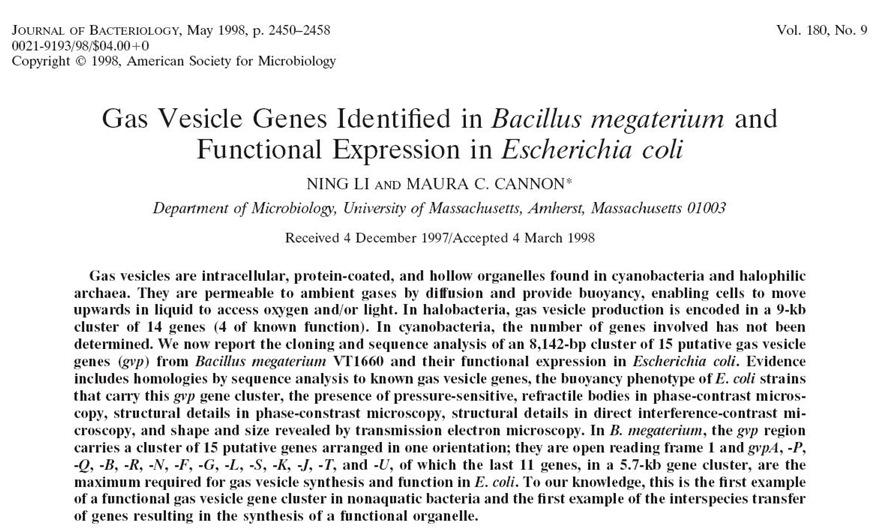 JOURNAL OF BACTERIOLOGY, May 1998, p. 2450–2458 Vol. 180, No. 9
0021-9193/98/$04.00+0
Copyright © 1998, American Society for Microbiology
Gas Vesicle Genes Identified in Bacillus megaterium and
Functional Expression in Escherichia coli
NING LI AND MAURA C. CANNON*
Department of Microbiology, University of Massachusetts, Amherst, Massachusetts 01003
Received 4 December 1997/Accepted 4 March 1998
Gas vesicles are intracellular, protein-coated, and hollow organelles found in cyanobacteria and halophilic
archaea. They are permeable to ambient gases by diffusion and provide buoyancy, enabling cells to move
upwards in liquid to access oxygen and/or light. In halobacteria, gas vesicle production is encoded in a 9-kb
cluster of 14 genes (4 of known function). In cyanobacteria, the number of genes involved has not been
determined. We now report the cloning and sequence analysis of an 8,142-bp cluster of 15 putative gas vesicle
genes (gvp) from Bacillus megaterium VT1660 and their functional expression in Escherichia coli. Evidence
includes homologies by sequence analysis to known gas vesicle genes, the buoyancy phenotype of E. coli strains
that carry this gvp gene cluster, the presence of pressure-sensitive, refractile bodies in phase-contrast micros-
copy, structural details in phase-constrast microscopy, structural details in direct interference-contrast mi-
croscopy, and shape and size revealed by transmission electron microscopy. In B. megaterium, the gvp region
carries a cluster of 15 putative genes arranged in one orientation; they are open reading frame 1 and gvpA, -P,
-Q, -B, -R, -N, -F, -G, -L, -S, -K, -J, -T, and -U, of which the last 11 genes, in a 5.7-kb gene cluster, are the
maximum required for gas vesicle synthesis and function in E. coli. To our knowledge, this is the first example
of a functional gas vesicle gene cluster in nonaquatic bacteria and the first example of the interspecies transfer
of genes resulting in the synthesis of a functional organelle.